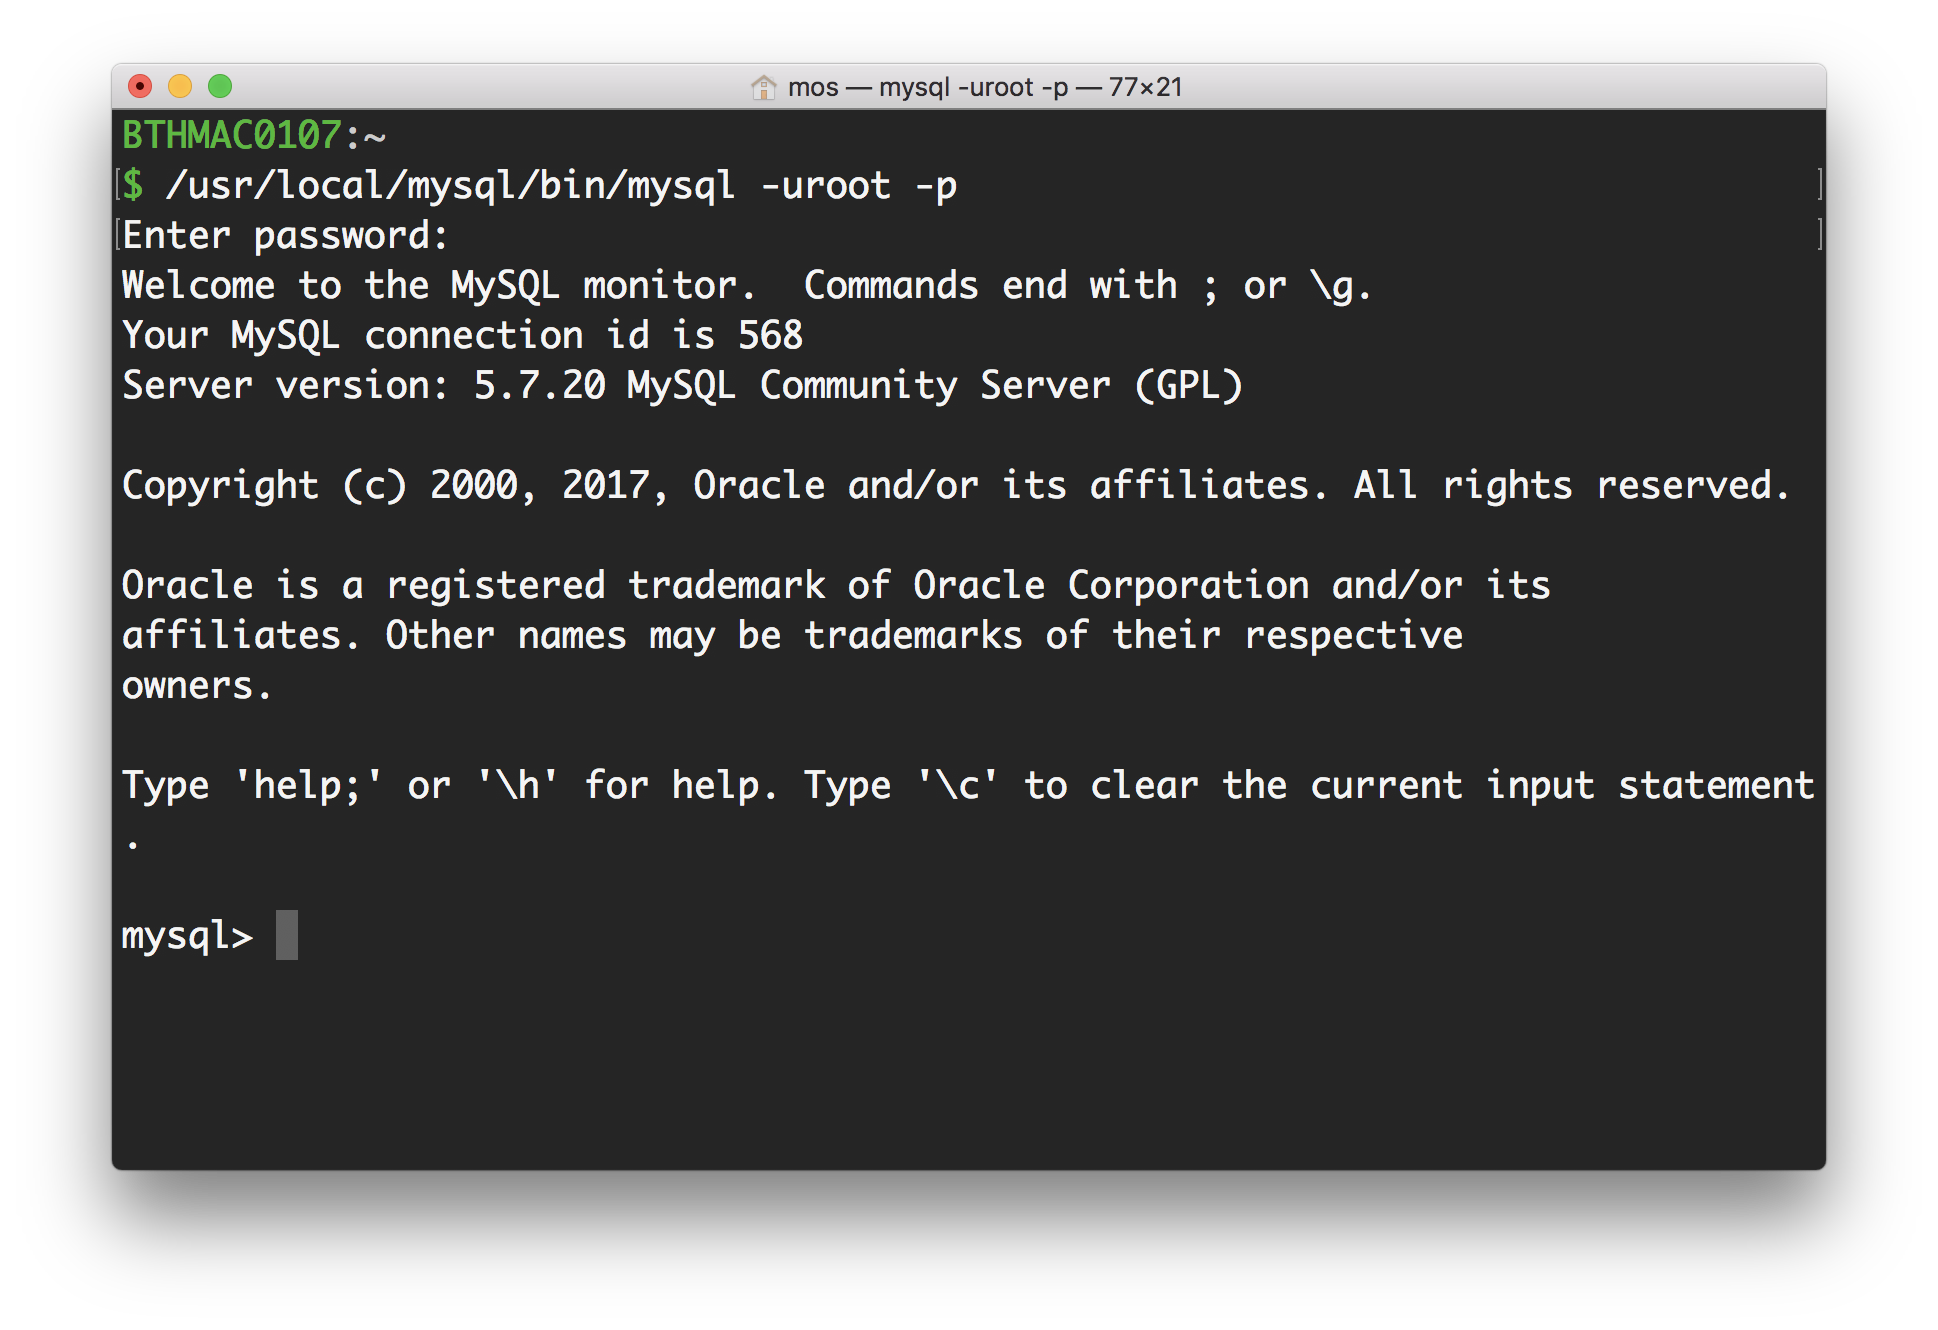 mos — mysql -uroot -p — 77×21
BTHMAC0107:~
[$ /usr/local/mysql/bin/mysql -uroot -p ]
[Enter password: ]
Welcome to the MySQL monitor.  Commands end with ; or \g.
Your MySQL connection id is 568
Server version: 5.7.20 MySQL Community Server (GPL)

Copyright (c) 2000, 2017, Oracle and/or its affiliates. All rights reserved.

Oracle is a registered trademark of Oracle Corporation and/or its
affiliates. Other names may be trademarks of their respective
owners.

Type 'help;' or '\h' for help. Type '\c' to clear the current input statement
.

mysql>